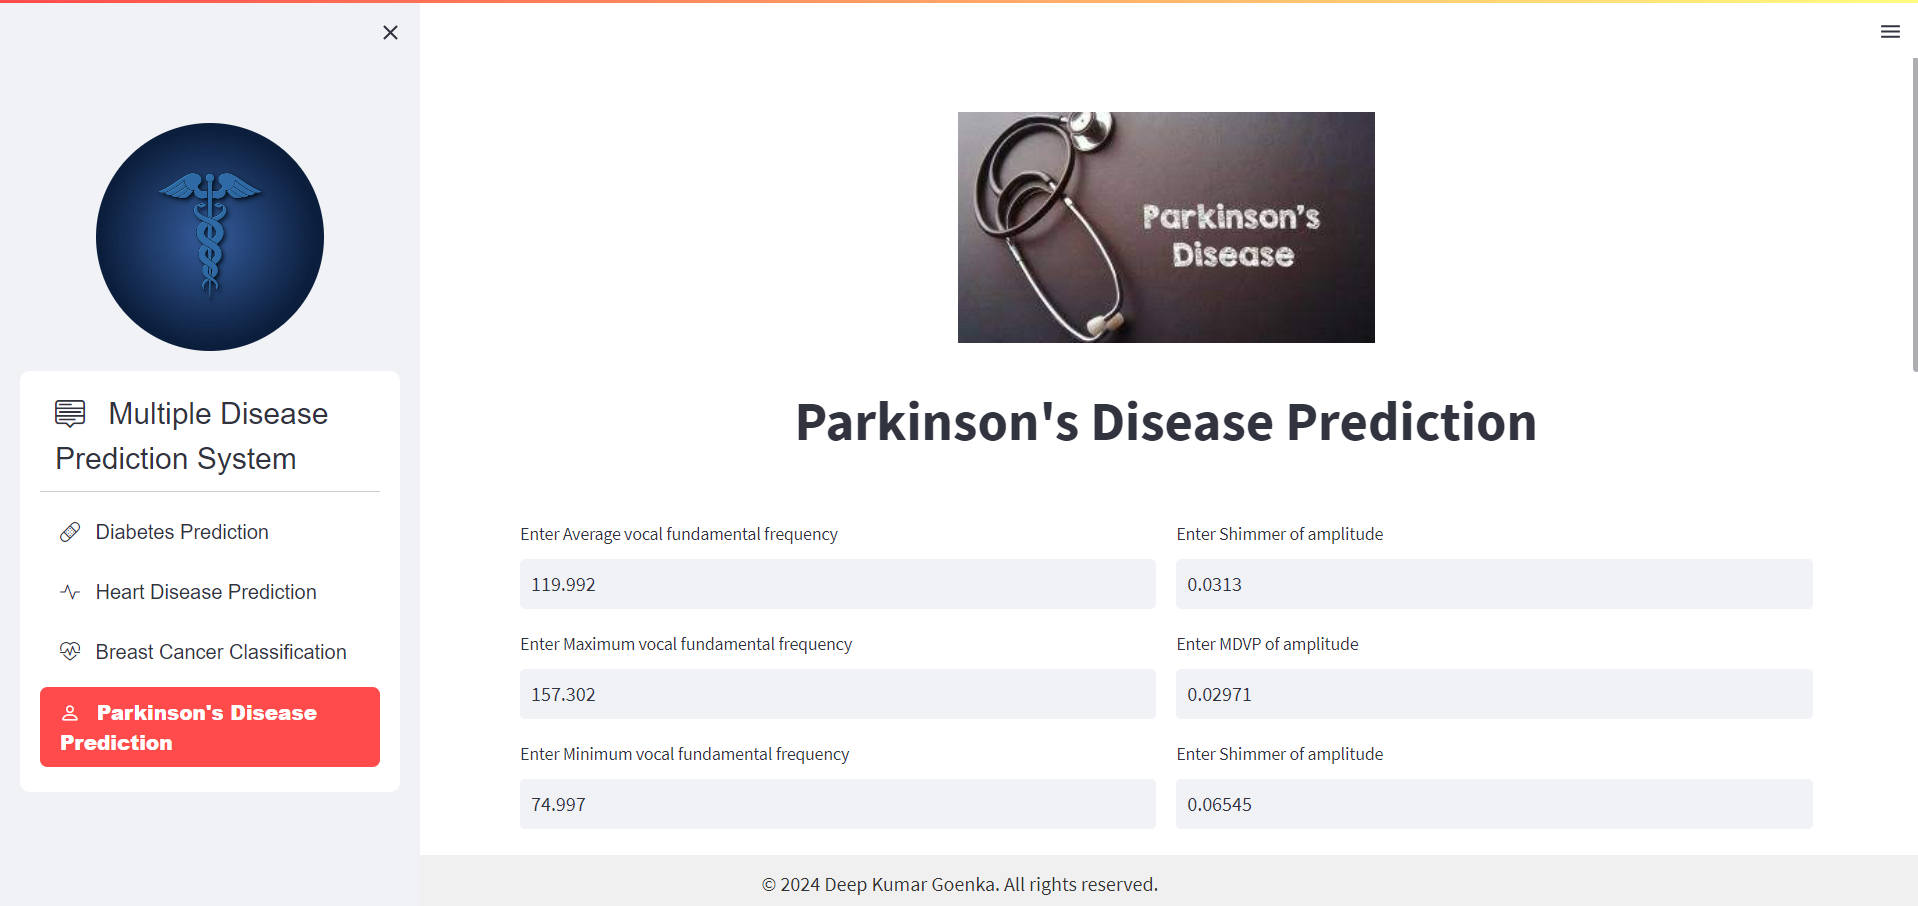 Multiple Disease
Prediction System
Diabetes Prediction
Heart Disease Prediction
Breast Cancer Classification
Parkinson's Disease
Prediction
Parkinson's
Disease
Parkinson's Disease Prediction
Enter Average vocal fundamental frequency
119.992
Enter Maximum vocal fundamental frequency
157.302
Enter Minimum vocal fundamental frequency
74.997
Enter Shimmer of amplitude
0.0313
Enter MDVP of amplitude
0.02971
Enter Shimmer of amplitude
0.06545
© 2024 Deep Kumar Goenka. All rights reserved.